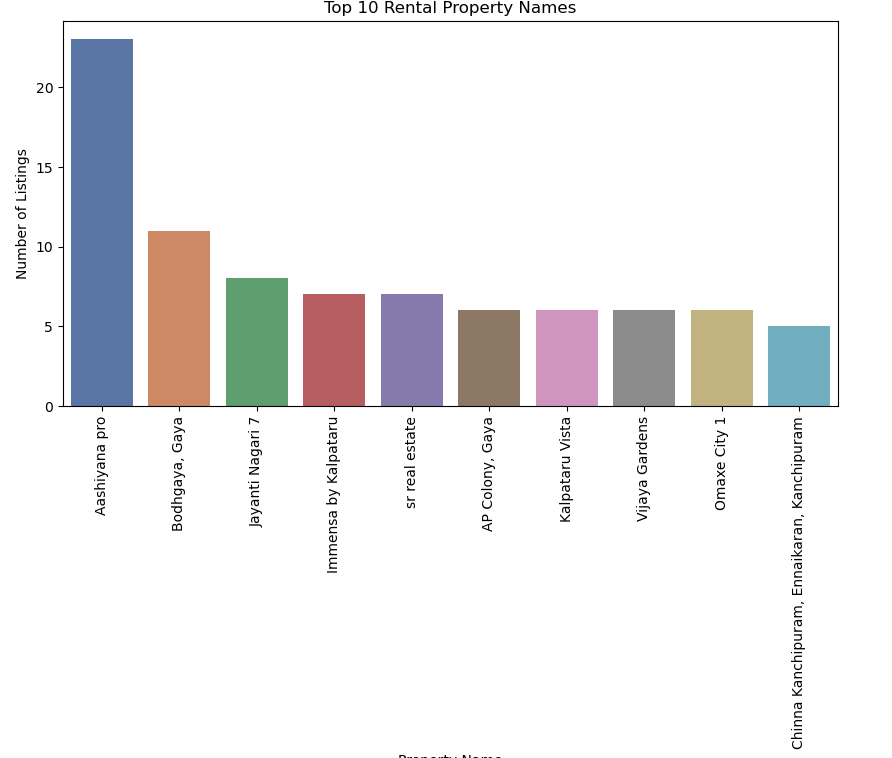 Top 10 Rental Property Names
Number of Listings
20
15
10
5
0
Aashiyana pro
Bodhgaya, Gaya
Jayanti Nagari 7
Immensa by Kalpataru
sr real estate
AP Colony, Gaya
Kalpataru Vista
Vijaya Gardens
Omaxe City 1
Chinna Kanchipuram, Ennaikaran, Kanchipuram
Property Name